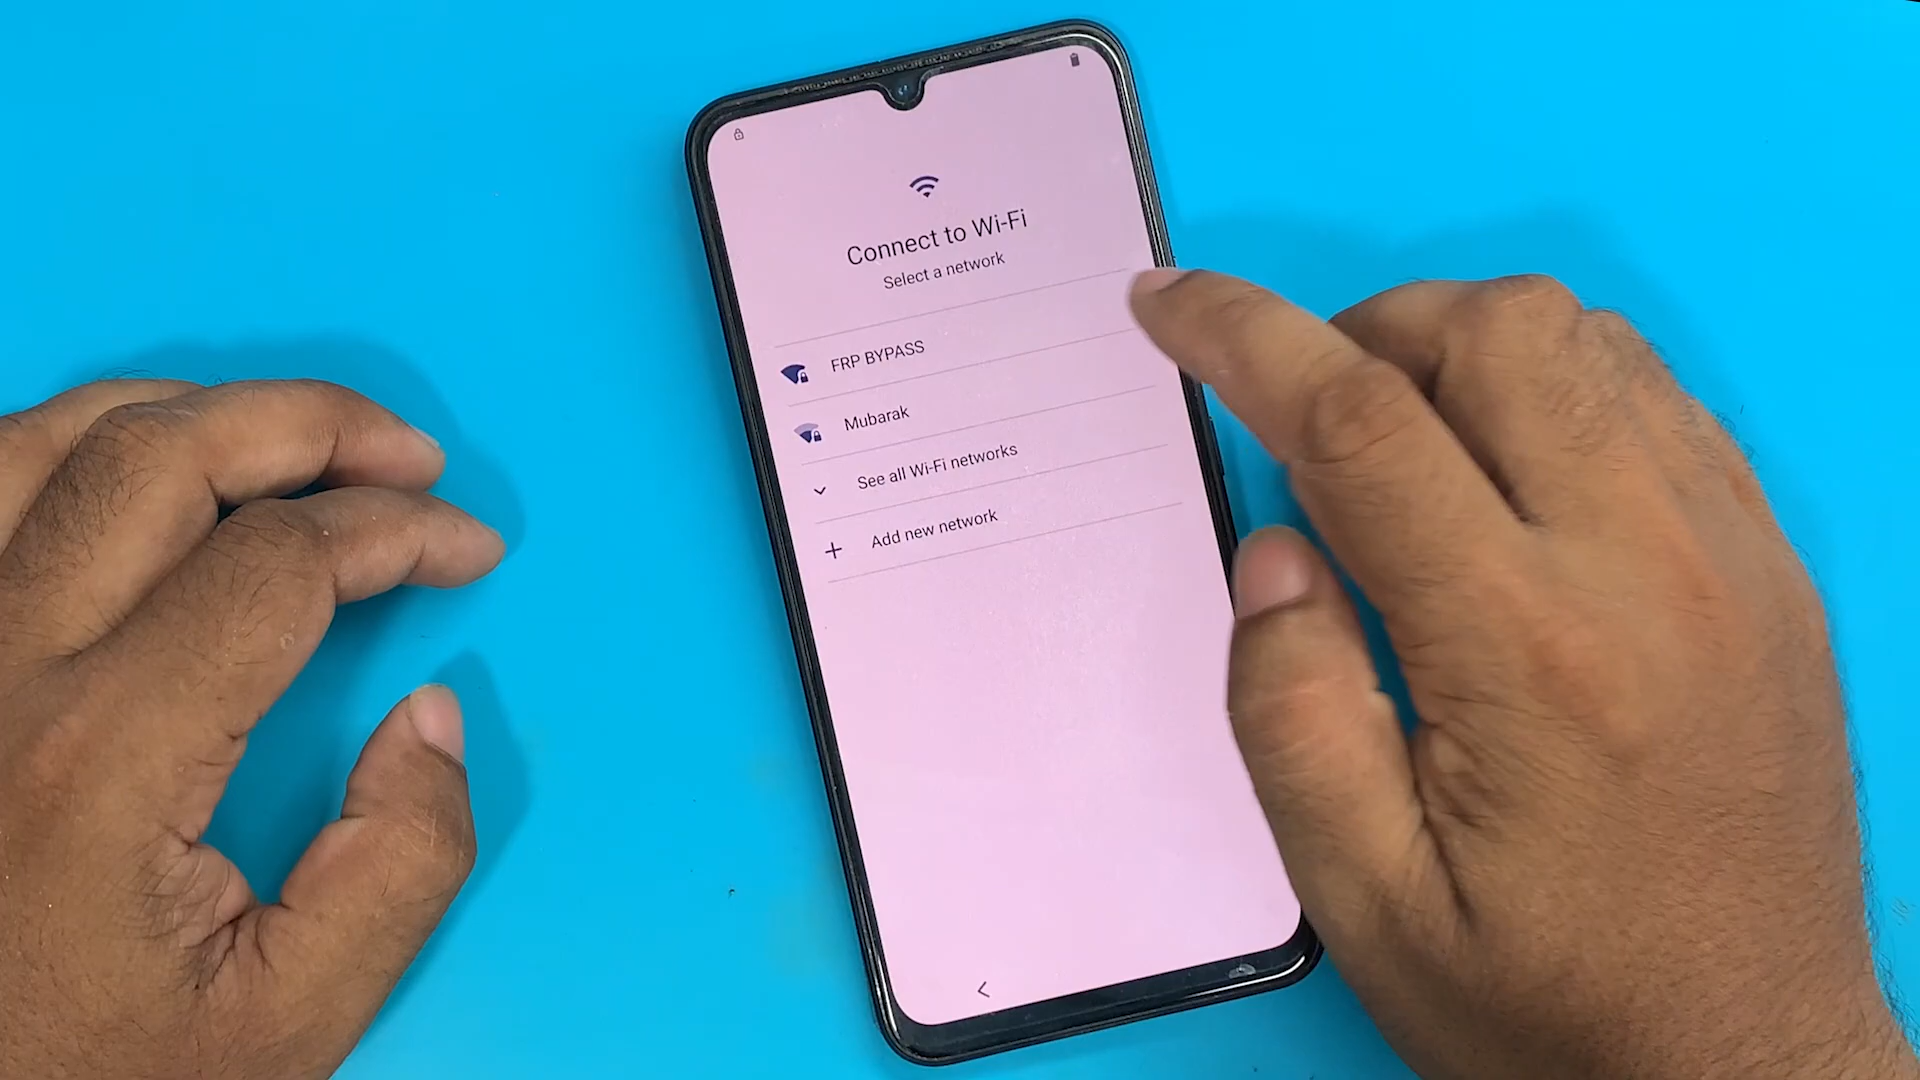 Connect to Wi-Fi
Select a network
FRP BYPASS
Mubarak
See all Wi-Fi networks
Add new network